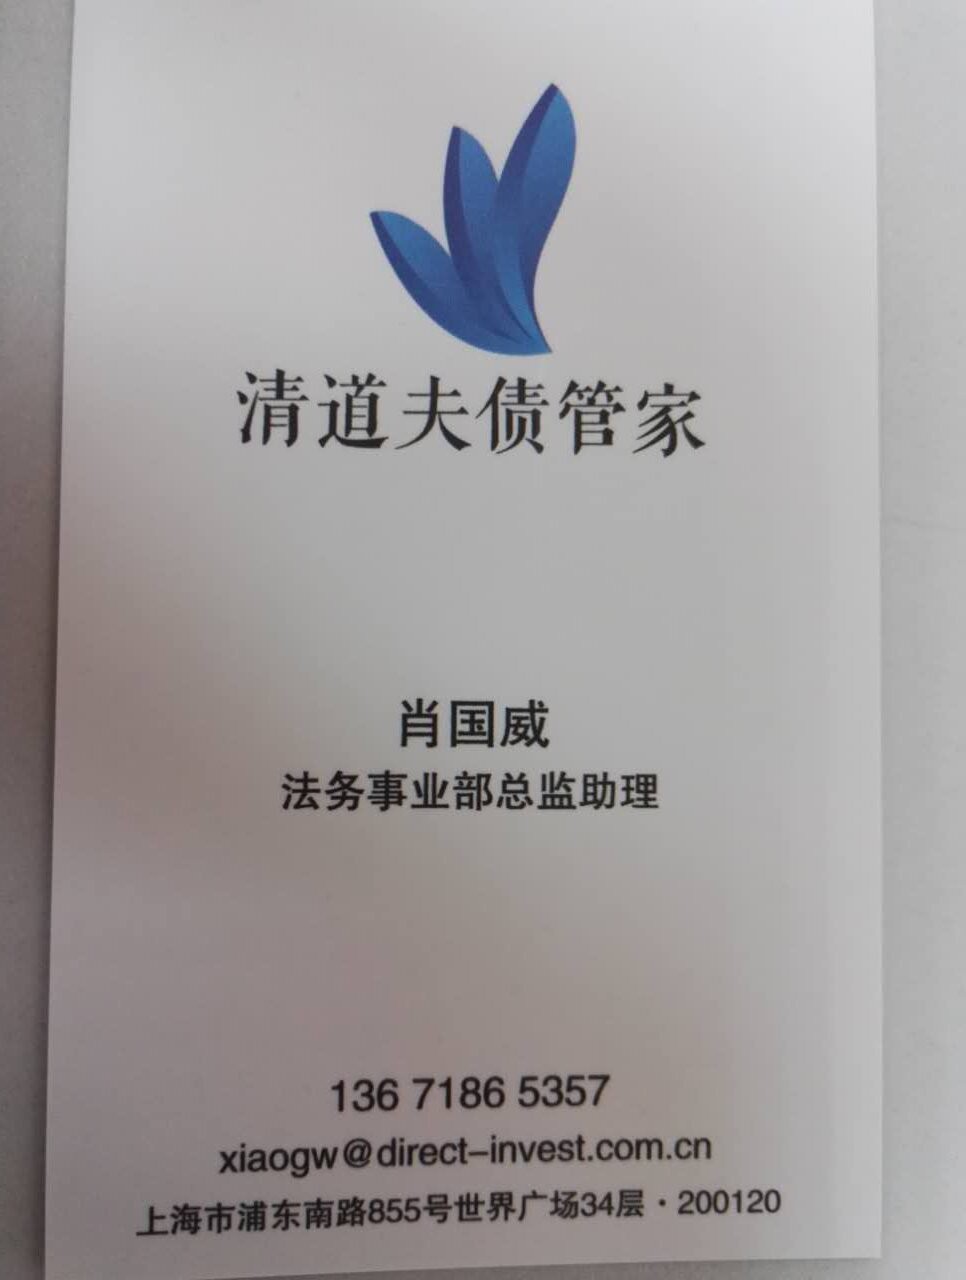 清道夫债管家
肖国威
法务事业部总监助理
136 7186 5357
xiaogw@direct-invest.com.cn
上海市浦东南路855号世界广场34层·200120